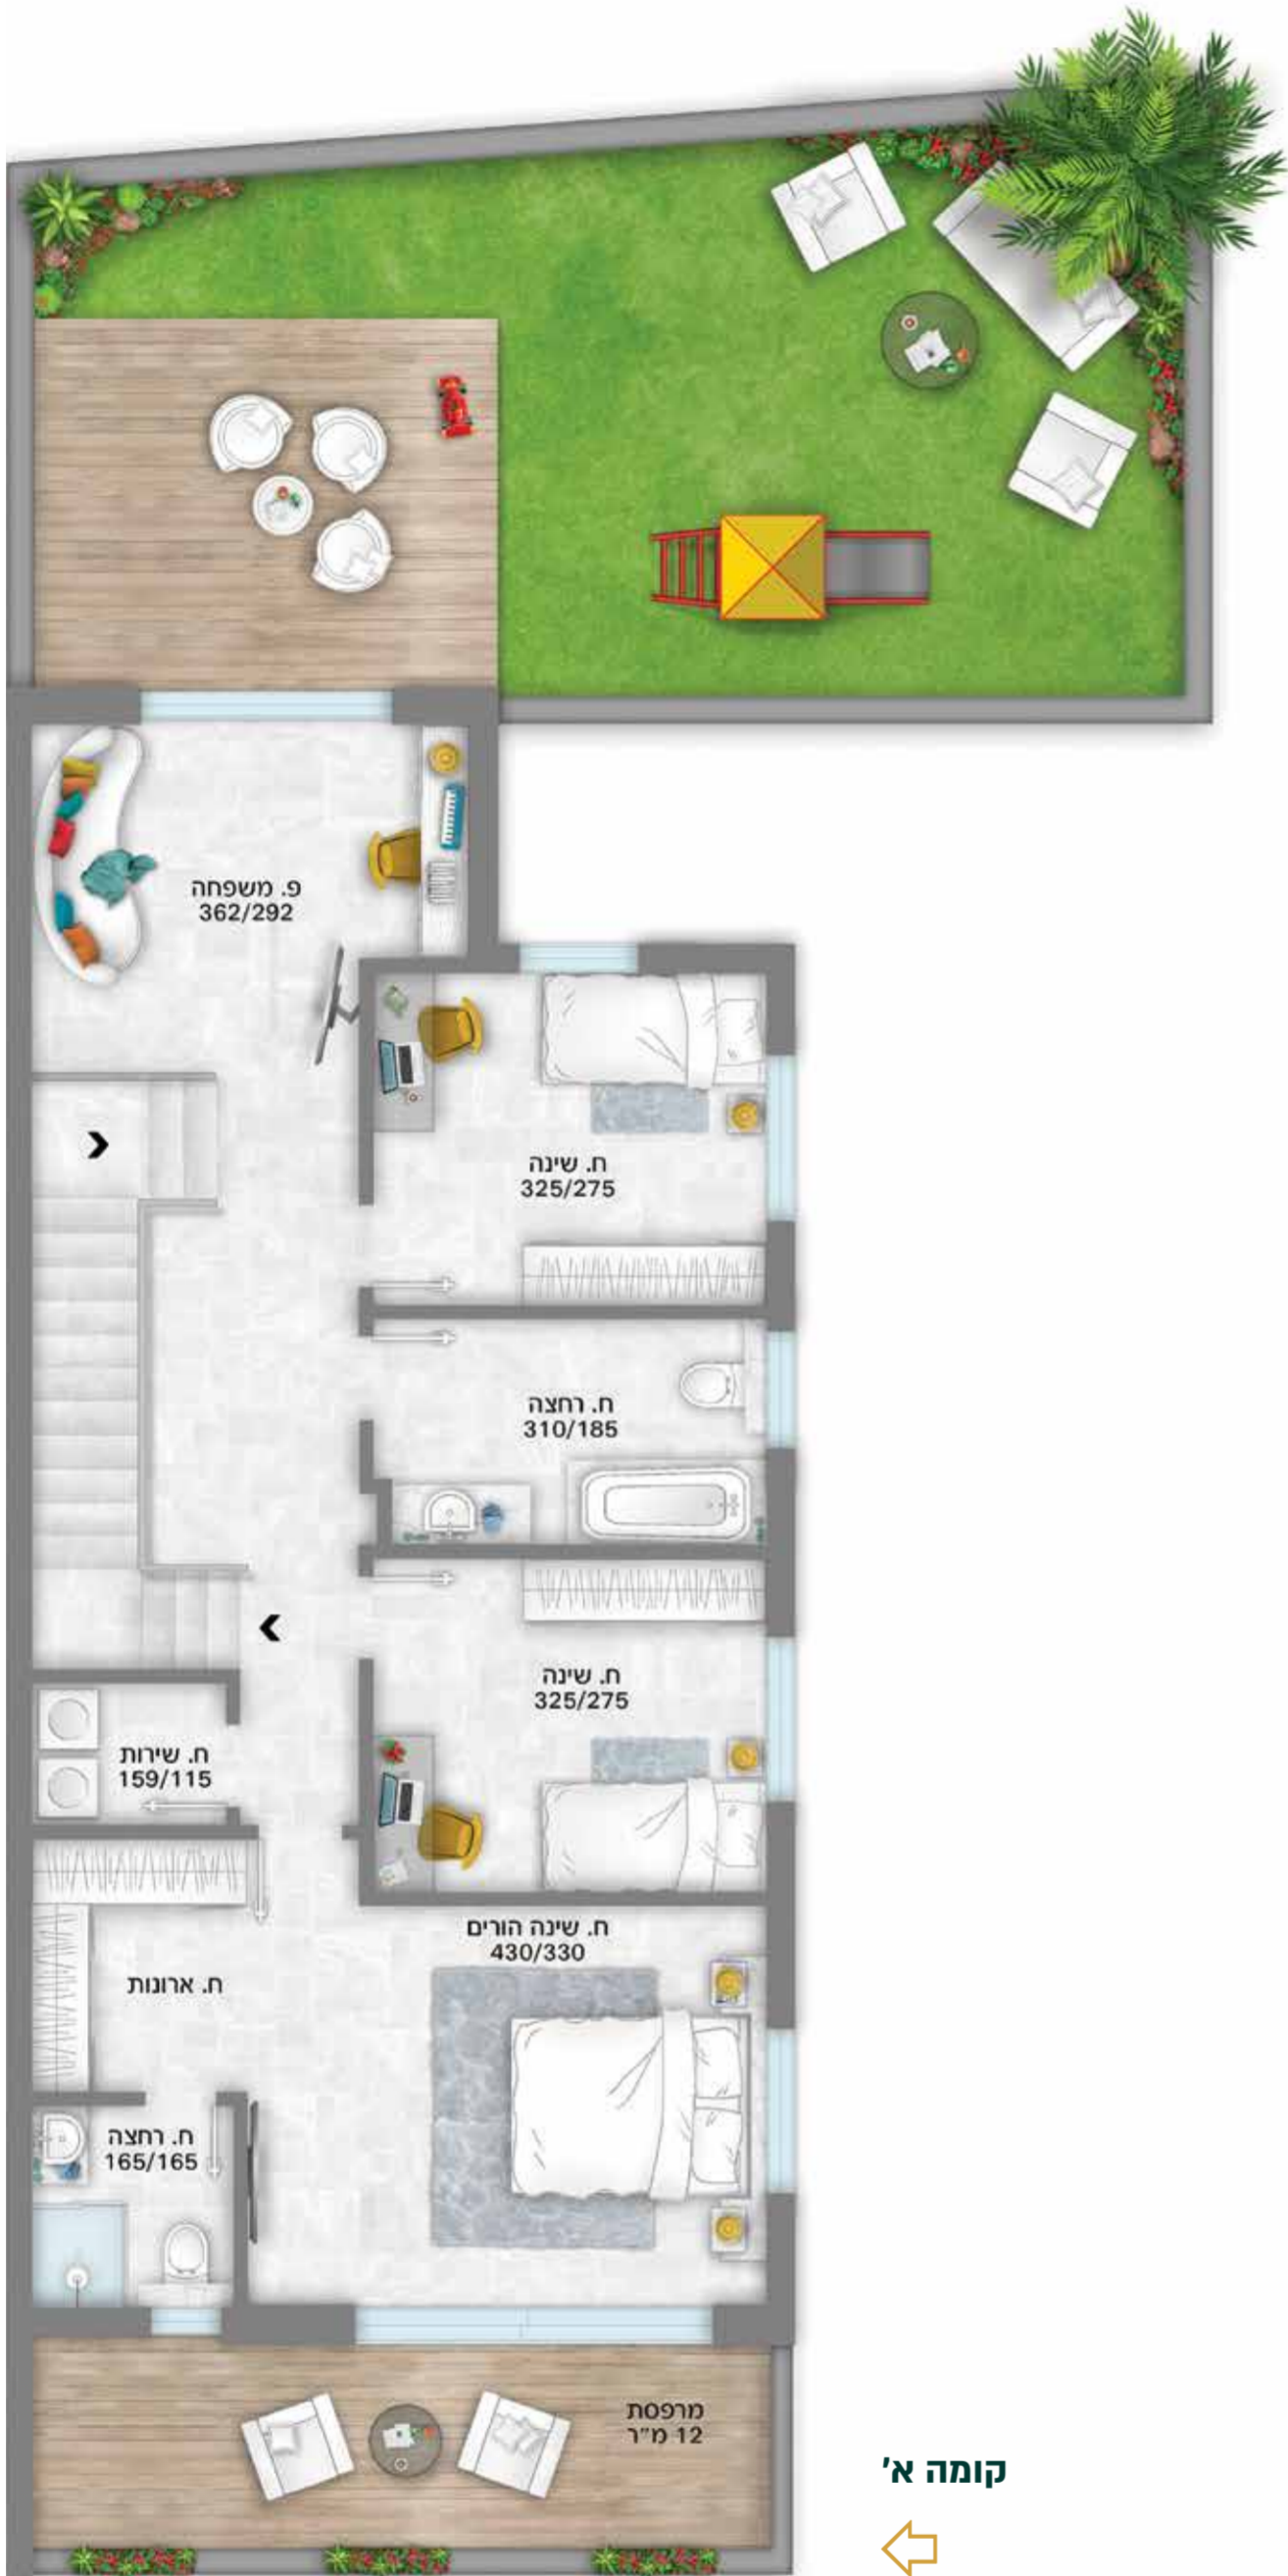 פ. משפחה
362/292
ח. שינה
325/275
ח. רחצה
310/185
ח. שינה
325/275
ח. שירות
159/115
ח. שינה הורים
430/330
ח. ארונות
ח. רחצה
165/165
מרפסת
12 מ״ר
קומה א'